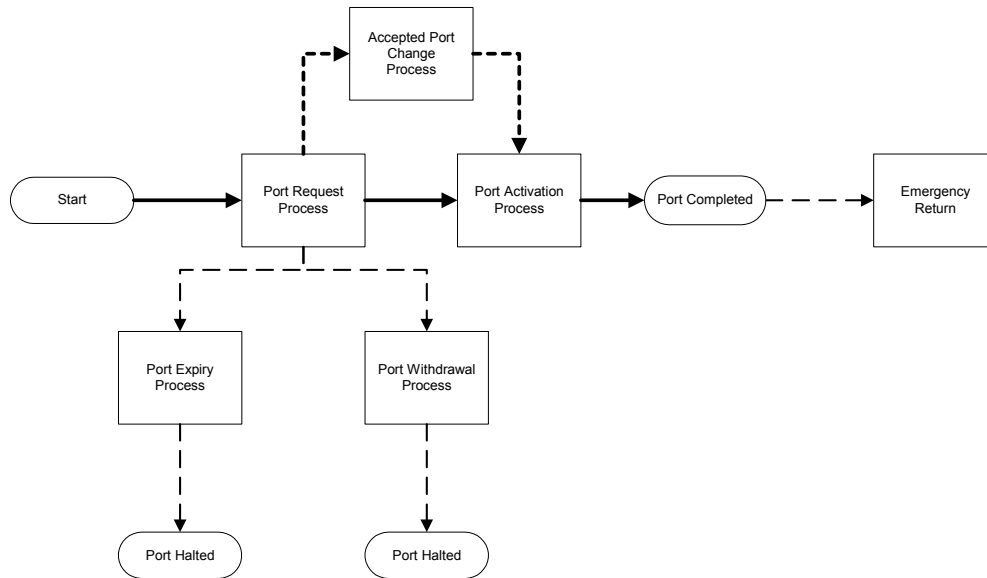 Accepted Port
Change
Process
Start
Port Request
Process
Port Activation
Process
Port Completed
Emergency
Return
Port Expiry
Process
Port Withdrawal
Process
Port Halted
Port Halted